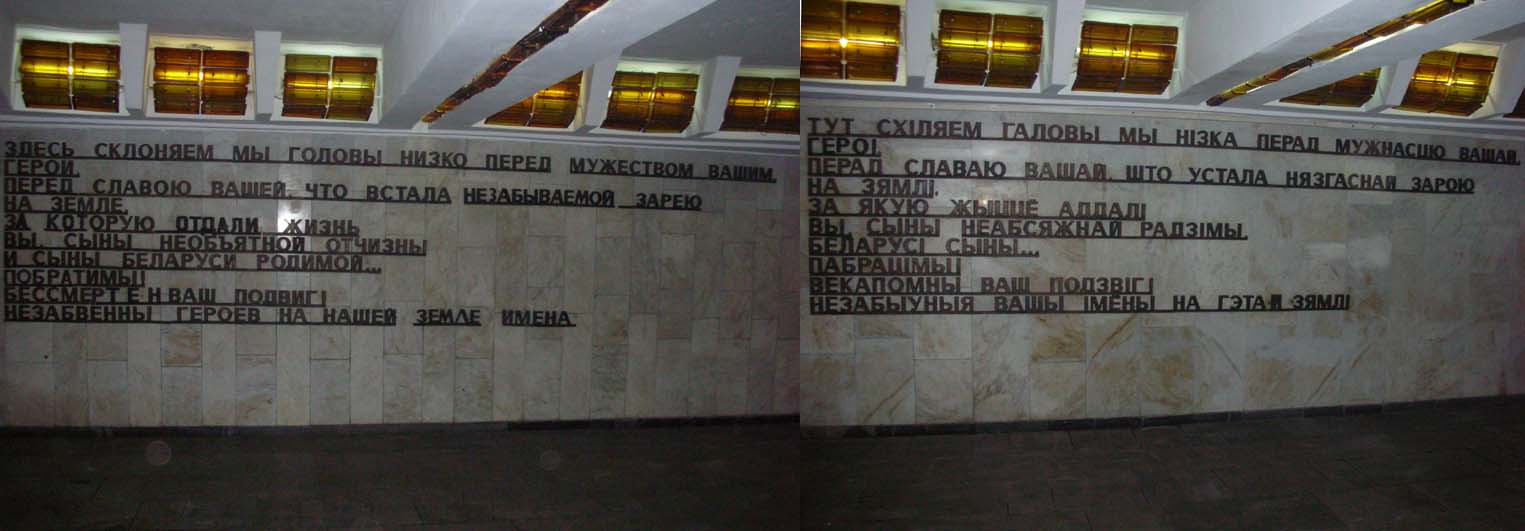 ЗДЕСЬ СКЛОНЯЕМ МЫ ГОЛОВЫ НИЗКО ПЕРЕД МУЖЕСТВОМ ВАШИМ,
ГЕРОИ.
ПЕРЕД СЛАВОЮ ВАШЕЙ, ЧТО ВСТАЛА НЕЗАБЫВАЕМОЙ ЗАРЕЮ
НА ЗЕМЛЕ,
ЗА КОТОРУЮ ОТДАЛИ ЖИЗНЬ
ВЫ, СЫНЫ НЕОБЪЯТНОЙ ОТЧИЗНЫ
И СЫНЫ БЕЛАРУСИ РОДИМОЙ...
ПОБРАТИМЫ!
БЕССМЕРТЕН ВАШ ПОДВИГ!
НЕЗАБВЕННЫ ГЕРОЕВ НА НАШЕЙ ЗЕМЛЕ ИМЕНА
ТУТ СХІЛЯЕМ ГАЛОВЫ МЫ НІЗКА ПЕРАД МУЖНАСЦЮ ВАШАЙ,
ГЕРОІ.
ПЕРАД СЛАВАЮ ВАШАЙ, ШТО УСТАЛА НЯЗГАСНАЙ ЗАРОЮ
НА ЗЯМЛІ,
ЗА ЯКУЮ ЖЫЦЦЁ АДДАЛІ
ВЫ, СЫНЫ НЕАБСЯЖНАЙ РАДЗІМЫ,
БЕЛАРУСІ СЫНЫ...
ПАБРАЦІМЫ!
ВЕКАПОМНЫ ВАШ ПОДЗВІГ!
НЕЗАБЫЎНЫЯ ВАШЫ ІМЁНЫ НА ГЭТАЙ ЗЯМЛІ